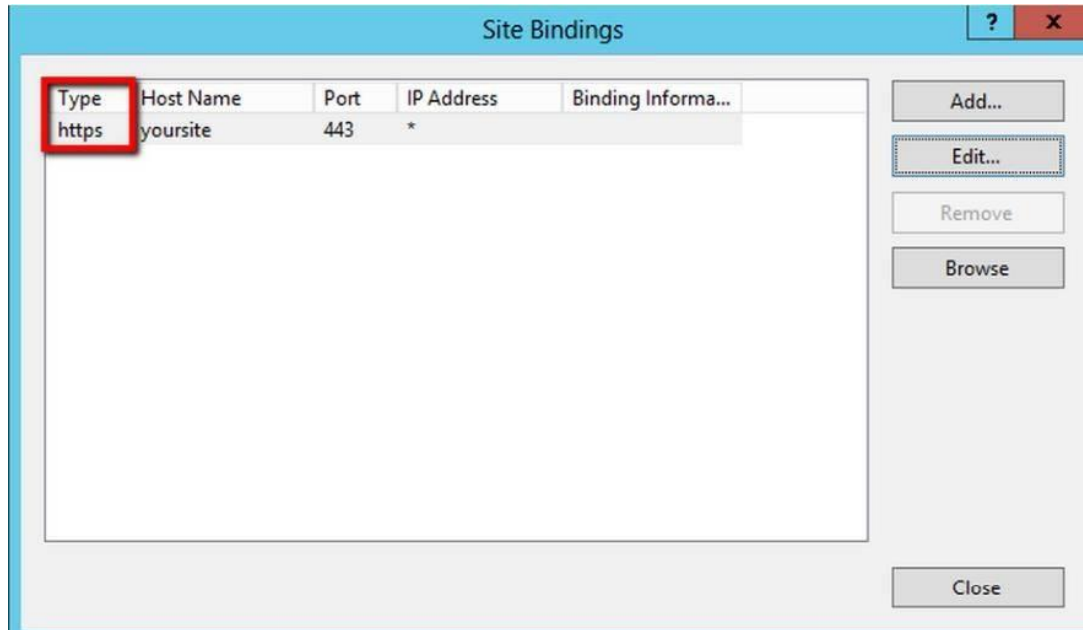 Site Bindings
? x
Type Host Name Port IP Address Binding Informa...
https yoursite 443 *
Add...
Edit...
Remove
Browse
Close